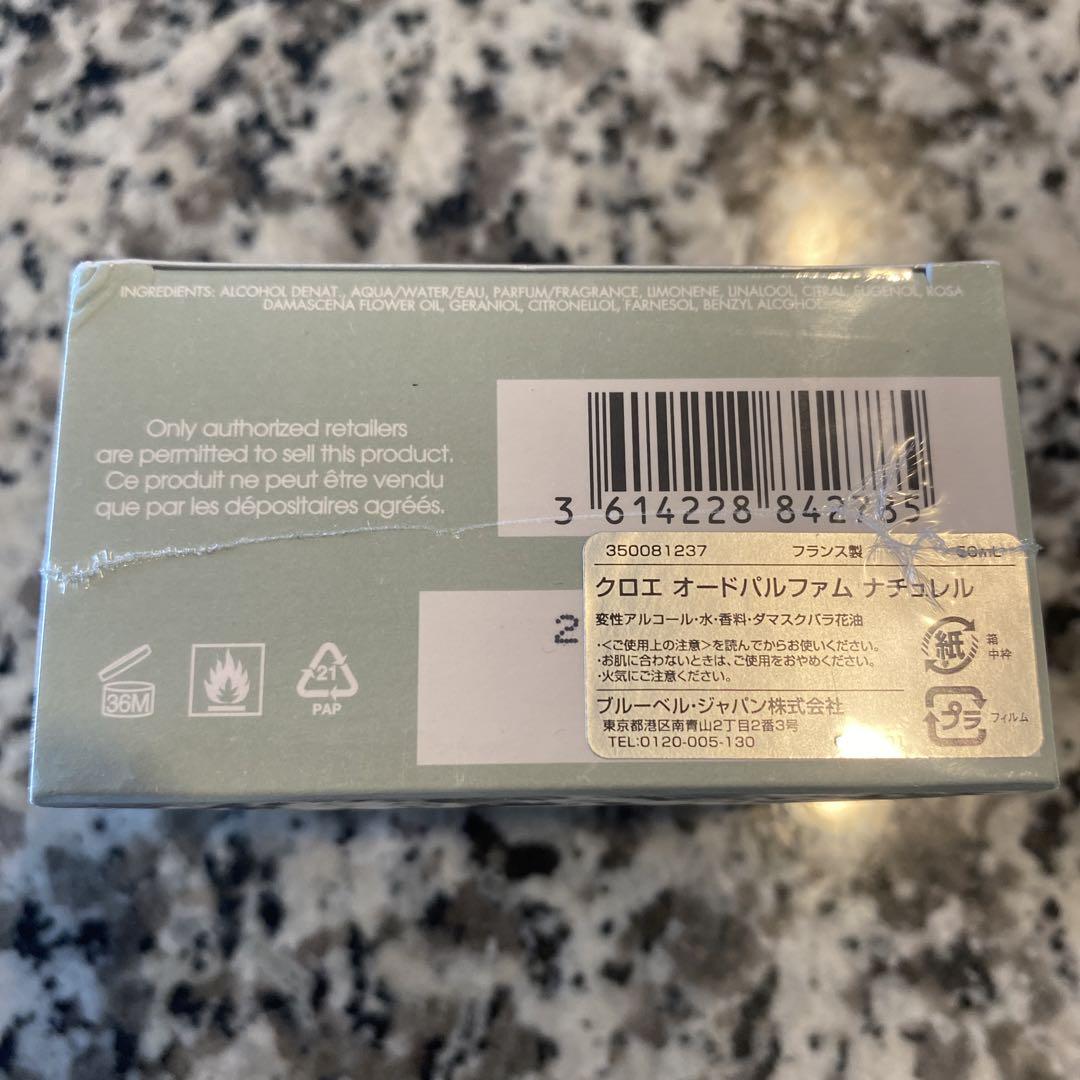 INGREDIENTS: ALCOHOL DENAT., AQUA/WATER/EAU, PARFUM/FRAGRANCE, LIMONENE, LINALOOL, CITRAL, EUGENOL, ROSA
DAMASCENA FLOWER OIL, GERANIOL, CITRONELLOL, FARNESOL, BENZYL ALCOHOL.
Only authorized retailers
are permitted to sell this product.
Ce produit ne peut être vendu
que par les dépositaires agréés.
3 614228
36M
21
PAP
2
350081237 フランス製
クロエ オードパルファム ナチュレル
変性アルコール・水・香料・ダマスクバラ花油
・<ご使用上の注意>を読んでからお使いください。
・お肌に合わないときは、ご使用をおやめください。
・火気にご注意ください。
ブルーベル・ジャパン株式会社
東京都港区南青山2丁目2番3号
TEL:0120-005-130
紙 箱
中枠
プラ フィルム